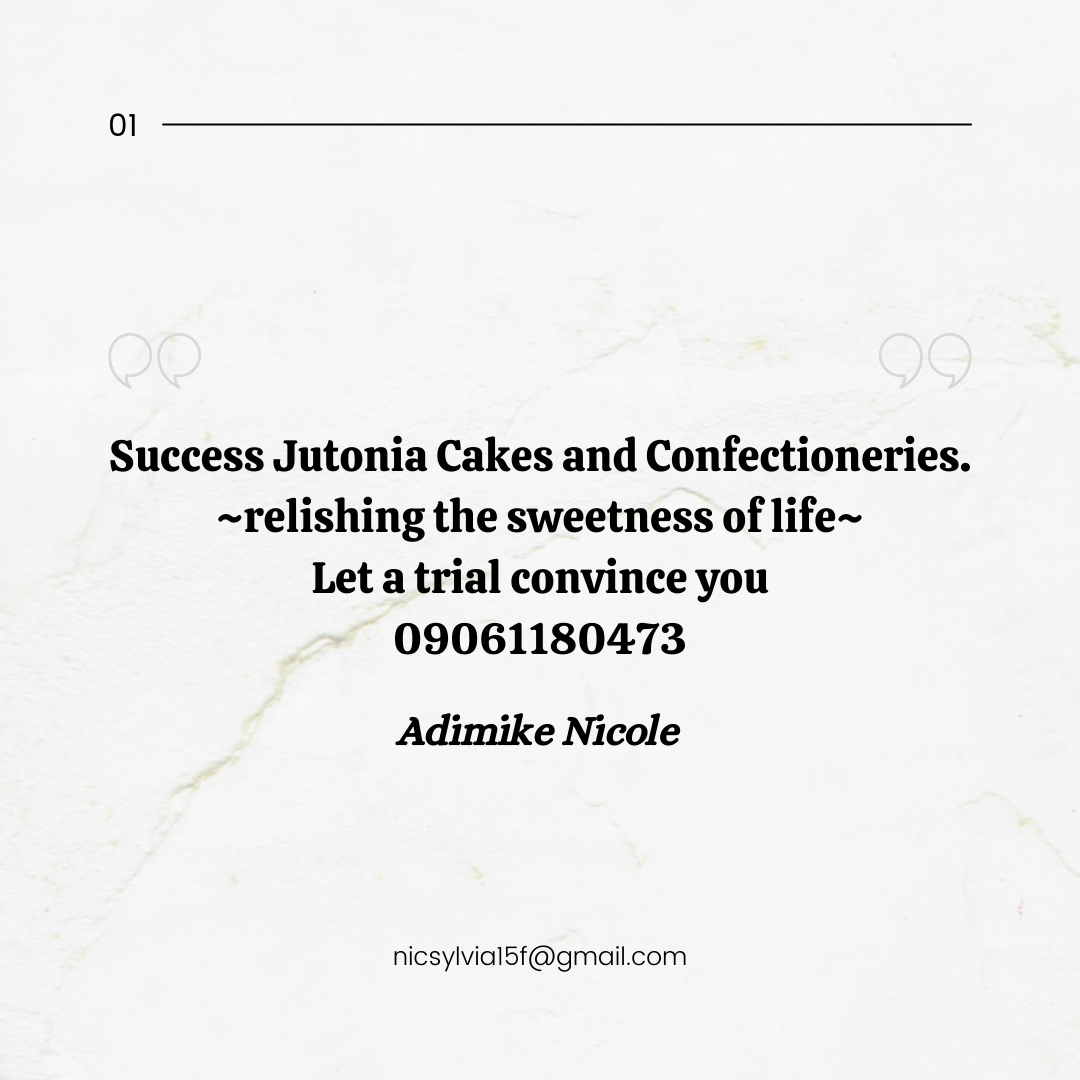 01
Success Jutonia Cakes and Confectioneries.
~relishing the sweetness of life~
Let a trial convince you
09061180473
Adimike Nicole
nicsylvia15f@gmail.com